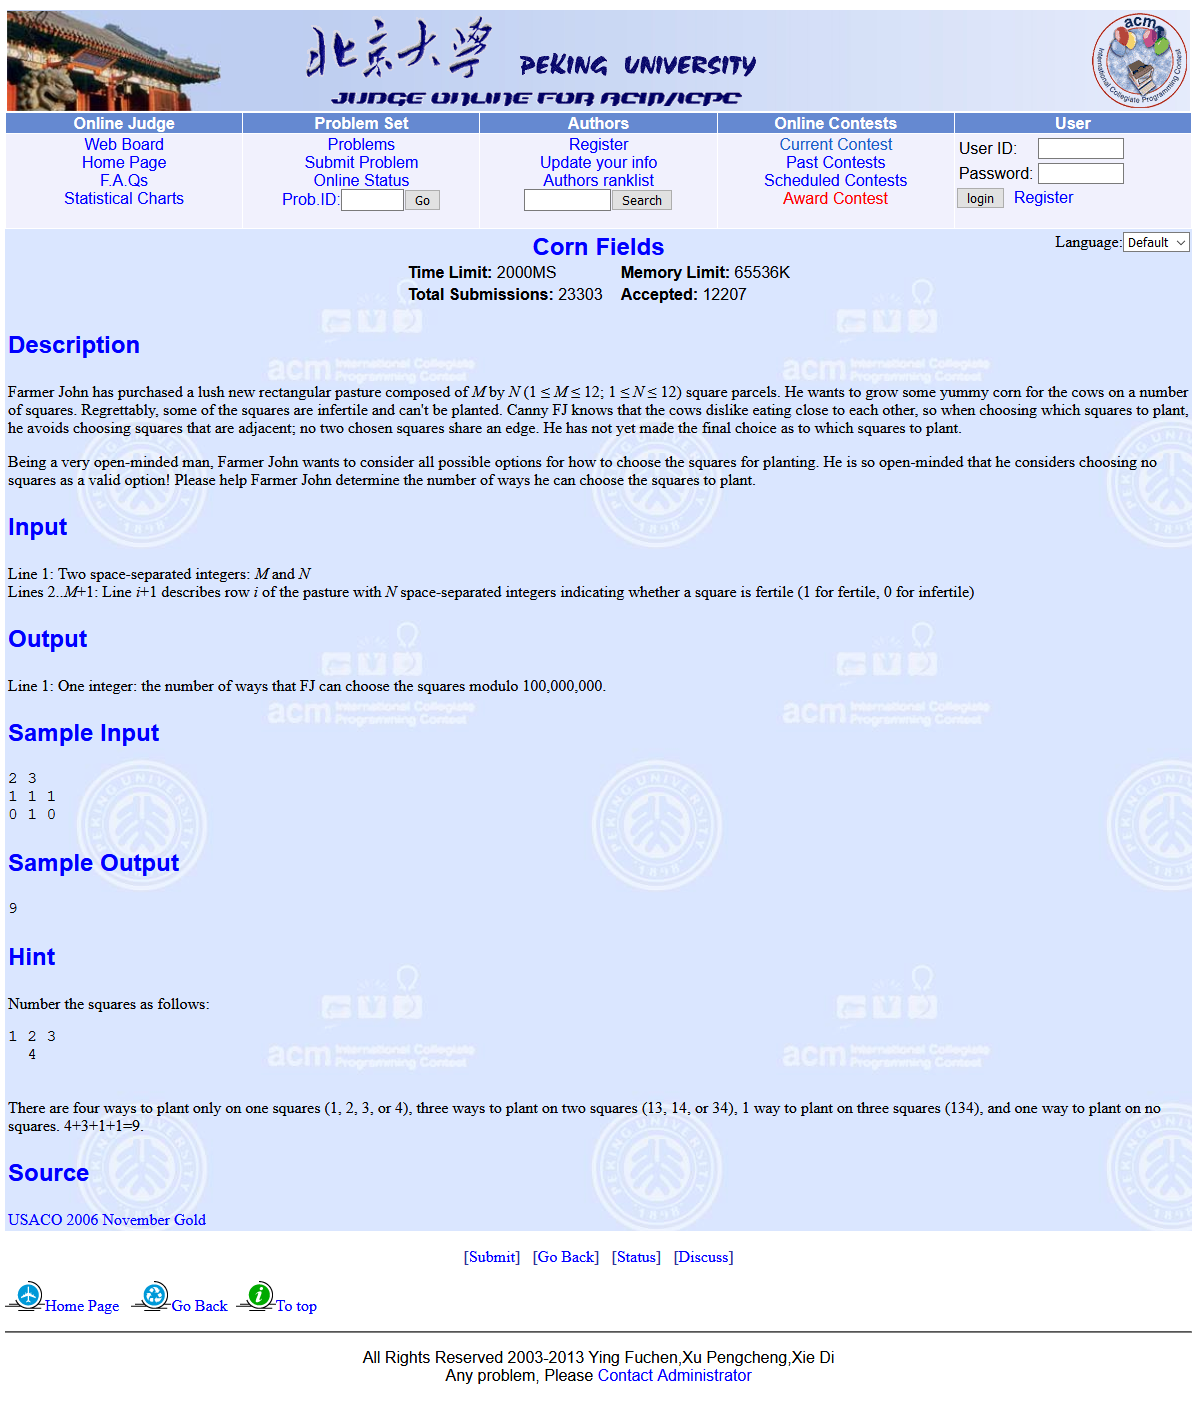 北京大學 PEKING UNIVERSITY
JUDGE ONLINE FOR ACM/ICPC
acm
International Collegiate Programming Contest
Online Judge Problem Set Authors Online Contests User
Web Board Problems Register Current Contest User ID:
Home Page Submit Problem Update your info Past Contests Password:
F.A.Qs Online Status Authors ranklist Scheduled Contests
Statistical Charts Prob.ID: Go Search Award Contest login Register
Language: Default
Corn Fields
Time Limit: 2000MS Memory Limit: 65536K
Total Submissions: 23303 Accepted: 12207
Description
Farmer John has purchased a lush new rectangular pasture composed of M by N (1 ≤ M ≤ 12; 1 ≤ N ≤ 12) square parcels. He wants to grow some yummy corn for the cows on a number
of squares. Regrettably, some of the squares are infertile and can't be planted. Canny FJ knows that the cows dislike eating close to each other, so when choosing which squares to plant,
he avoids choosing squares that are adjacent; no two chosen squares share an edge. He has not yet made the final choice as to which squares to plant.
Being a very open-minded man, Farmer John wants to consider all possible options for how to choose the squares for planting. He is so open-minded that he considers choosing no
squares as a valid option! Please help Farmer John determine the number of ways he can choose the squares to plant.
Input
Line 1: Two space-separated integers: M and N
Lines 2..M+1: Line i+1 describes row i of the pasture with N space-separated integers indicating whether a square is fertile (1 for fertile, 0 for infertile)
Output
Line 1: One integer: the number of ways that FJ can choose the squares modulo 100,000,000.
Sample Input
2 3
1 1 1
0 1 0
Sample Output
9
Hint
Number the squares as follows:
1 2 3
4
There are four ways to plant only on one squares (1, 2, 3, or 4), three ways to plant on two squares (13, 14, or 34), 1 way to plant on three squares (134), and one way to plant on no
squares. 4+3+1+1=9.
Source
USACO 2006 November Gold
[Submit] [Go Back] [Status] [Discuss]
Home Page Go Back To top
All Rights Reserved 2003-2013 Ying Fuchen,Xu Pengcheng,Xie Di
Any problem, Please Contact Administrator